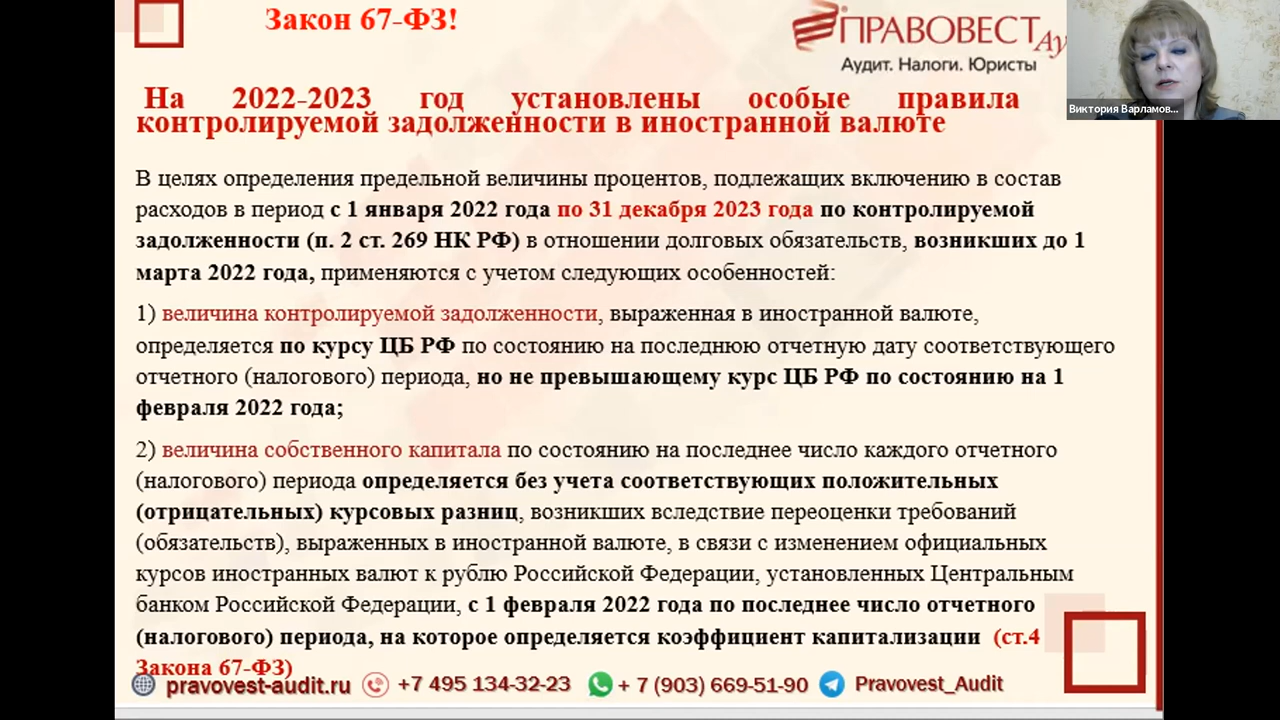 Закон 67-ФЗ!
ПРАВОВЕСТ
Аудит. Налоги. Юристы
Виктория Варламов...
На 2022-2023 год установлены особые правила
контролируемой задолженности в иностранной валюте
В целях определения предельной величины процентов, подлежащих включению в состав
расходов в период с 1 января 2022 года по 31 декабря 2023 года по контролируемой
задолженности (п. 2 ст. 269 НК РФ) в отношении долговых обязательств, возникших до 1
марта 2022 года, применяются с учетом следующих особенностей:
1) величина контролируемой задолженности, выраженная в иностранной валюте,
определяется по курсу ЦБ РФ по состоянию на последнюю отчетную дату соответствующего
отчетного (налогового) периода, но не превышающему курс ЦБ РФ по состоянию на 1
февраля 2022 года;
2) величина собственного капитала по состоянию на последнее число каждого отчетного
(налогового) периода определяется без учета соответствующих положительных
(отрицательных) курсовых разниц, возникших вследствие переоценки требований
(обязательств), выраженных в иностранной валюте, в связи с изменением официальных
курсов иностранных валют к рублю Российской Федерации, установленных Центральным
банком Российской Федерации, с 1 февраля 2022 года по последнее число отчетного
(налогового) периода, на которое определяется коэффициент капитализации (ст.4
Закона 67-ФЗ)
pravovest-audit.ru +7 495 134-32-23 + 7 (903) 669-51-90 Pravovest_Audit